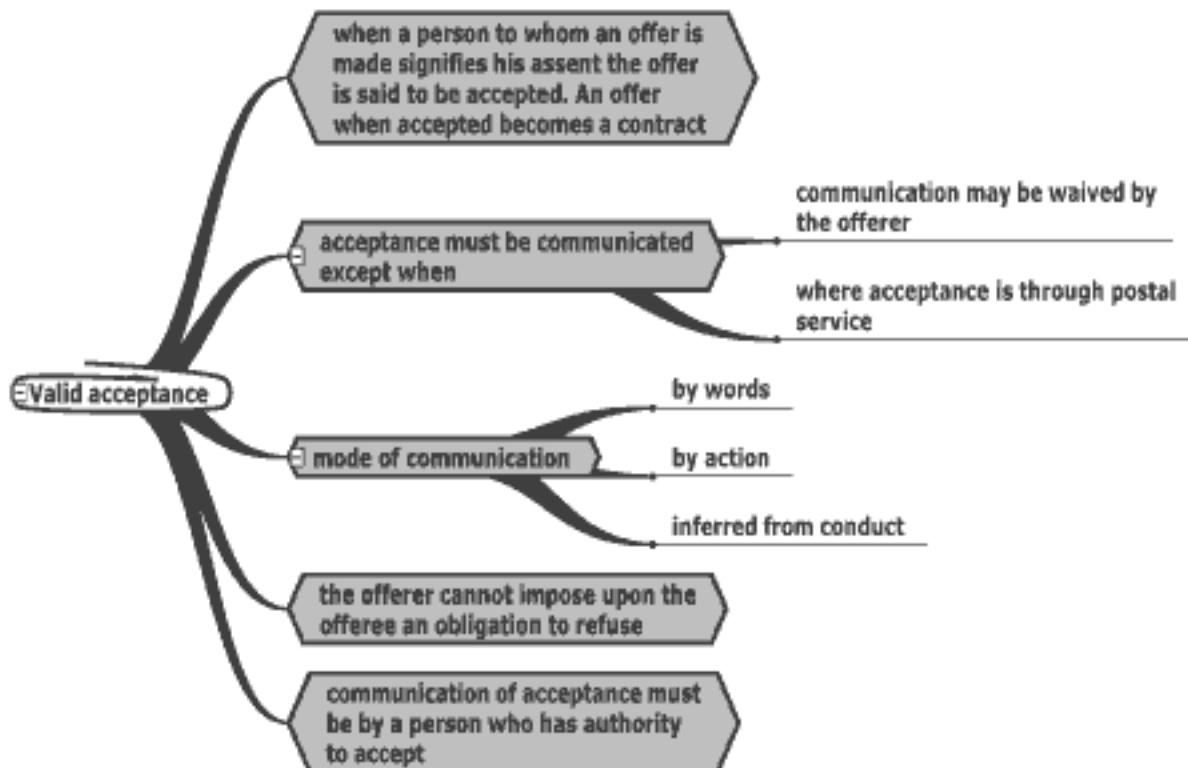 when a person to whom an offer is
made signifies his assent the offer
is said to be accepted. An offer
when accepted becomes a contract
communication may be waived by
the offerer
acceptance must be communicated
except when
where acceptance is through postal
service
Valid acceptance
by words
mode of communication
by action
inferred from conduct
the offerer cannot impose upon the
offeree an obligation to refuse
communication of acceptance must
be by a person who has authority
to accept